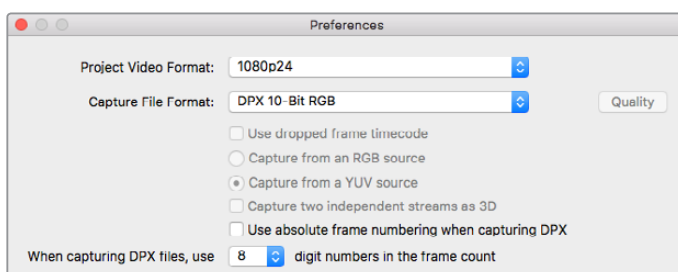 Preferences
Project Video Format: 1080p24
Capture File Format: DPX 10-Bit RGB Quality
Use dropped frame timecode
Capture from an RGB source
Capture from a YUV source
Capture two independent streams as 3D
Use absolute frame numbering when capturing DPX
When capturing DPX files, use 8 digit numbers in the frame count